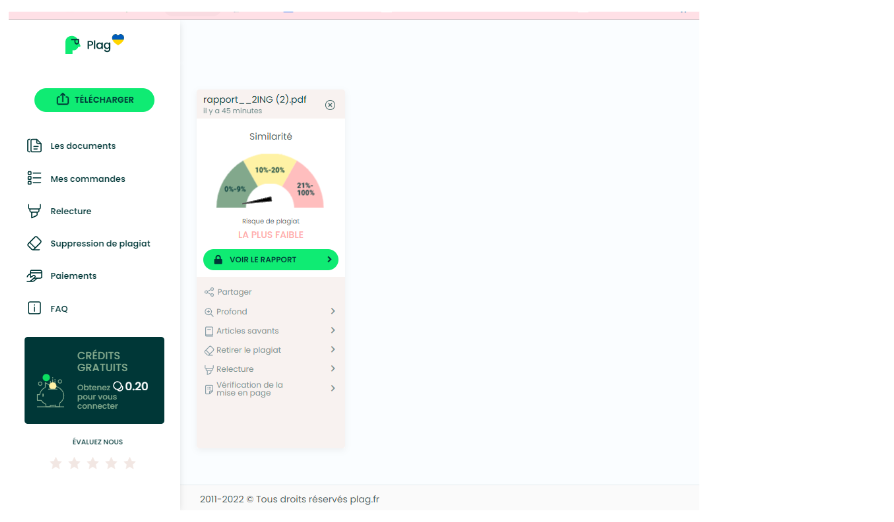 Plag
TÉLÉCHARGER
Les documents
Mes commandes
Relecture
Suppression de plagiat
Paiements
FAQ
CRÉDITS
GRATUITS
Obtenez 0.20
pour vous
connecter
ÉVALUEZ NOUS
rapport__2ING (2).pdf
Il y a 45 minutes
Similarité
0%-9%
10%-20%
21%-
100%
Risque de plagiat
LA PLUS FAIBLE
VOIR LE RAPPORT
Partager
Profond
Articles savants
Retirer le plagiat
Relecture
Vérification de la
mise en page
2011-2022 © Tous droits réservés plag.fr